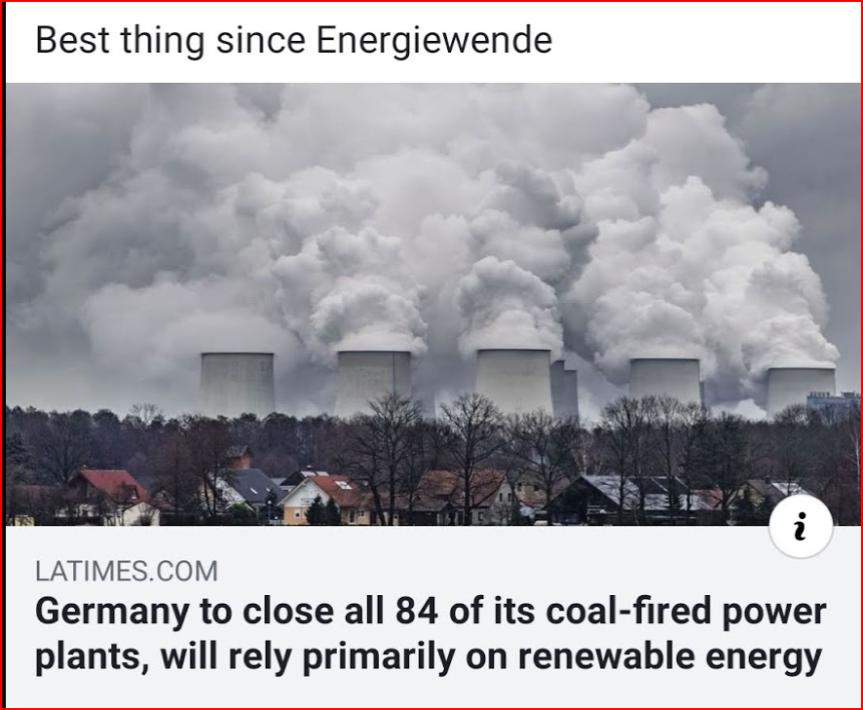 Best thing since Energiewende
i
LATIMES.COM
Germany to close all 84 of its coal-fired power
plants, will rely primarily on renewable energy